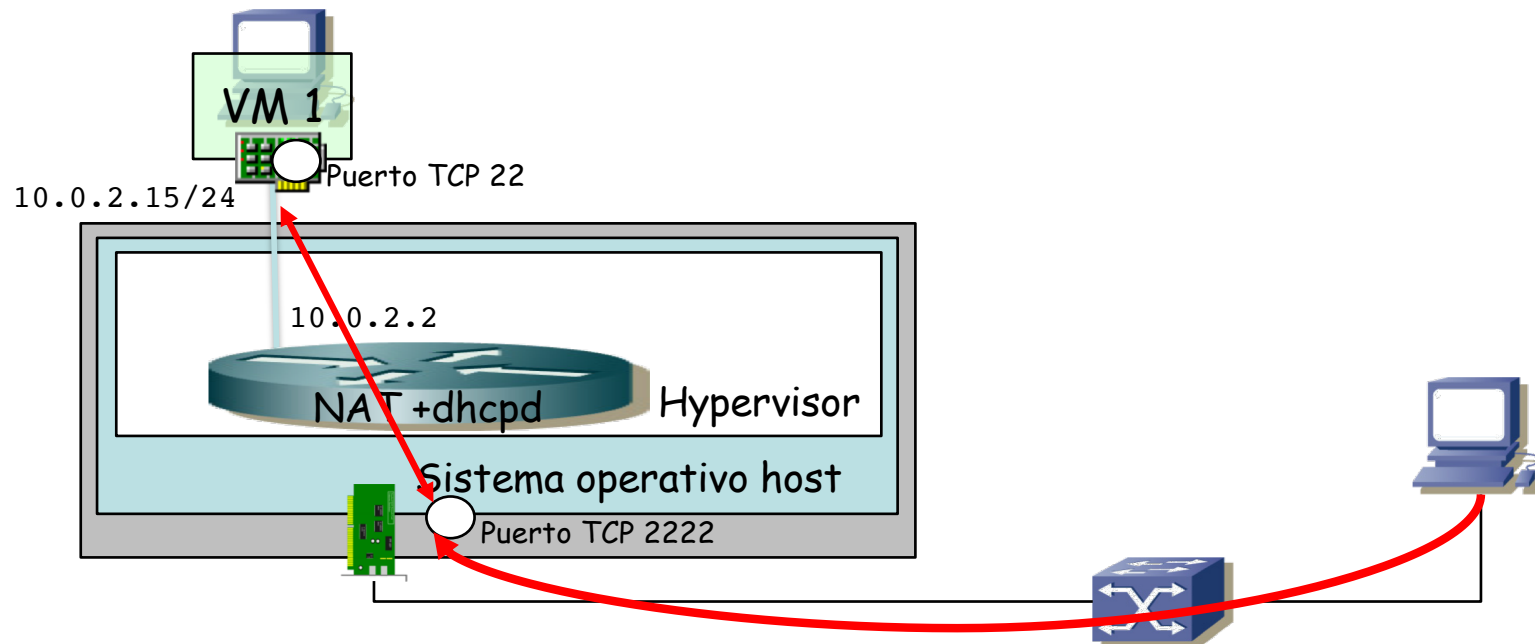 VM 1
Puerto TCP 22
10.0.2.15/24
10.0.2.2
NAT +dhcpd
Hypervisor
Sistema operativo host
Puerto TCP 2222